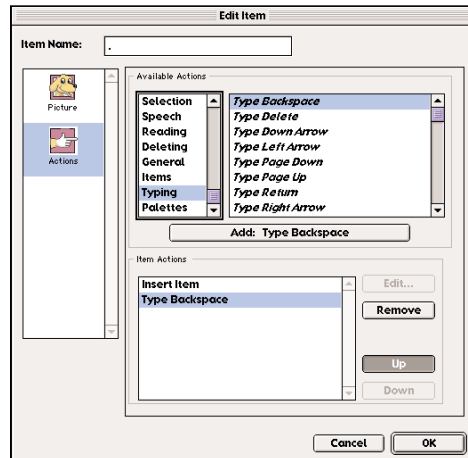 Edit Item
Item Name:
.
Picture
Actions
Available Actions
Selection
Speech
Reading
Deleting
General
Items
Typing
Palettes
Type Backspace
Type Delete
Type Down Arrow
Type Left Arrow
Type Page Down
Type Page Up
Type Return
Type Right Arrow
Add: Type Backspace
Item Actions
Insert Item
Type Backspace
Edit...
Remove
Up
Down
Cancel
OK